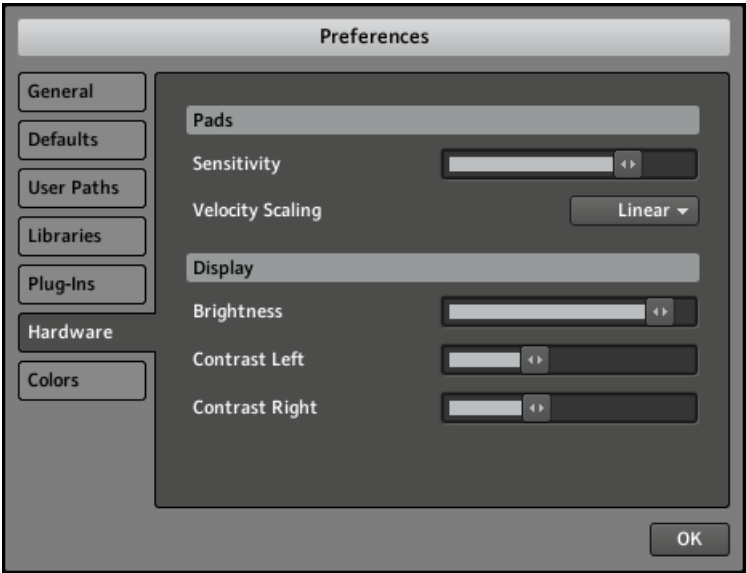 Preferences
General
Defaults
User Paths
Libraries
Plug-Ins
Hardware
Colors
Pads
Sensitivity
Velocity Scaling Linear
Display
Brightness
Contrast Left
Contrast Right
OK